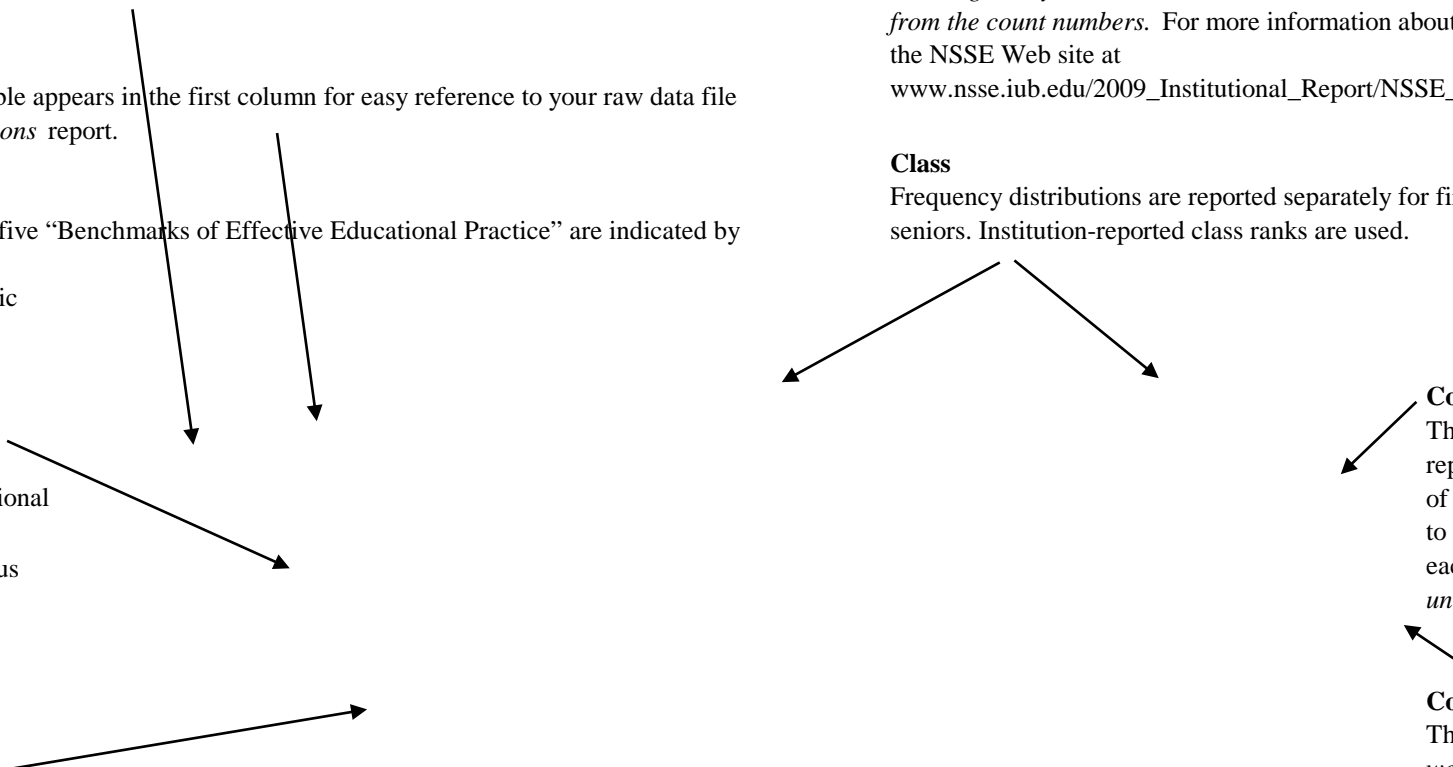 ble appears in the first column for easy reference to your raw data file
ons report.
five “Benchmarks of Effective Educational Practice” are indicated by
ic
ional
us
from the count numbers. For more information about
the NSSE Web site at
www.nsse.iub.edu/2009_Institutional_Report/NSSE_
Class
Frequency distributions are reported separately for fi
seniors. Institution-reported class ranks are used.
Co
Th
rep
of
to
eac
un
Co
Th